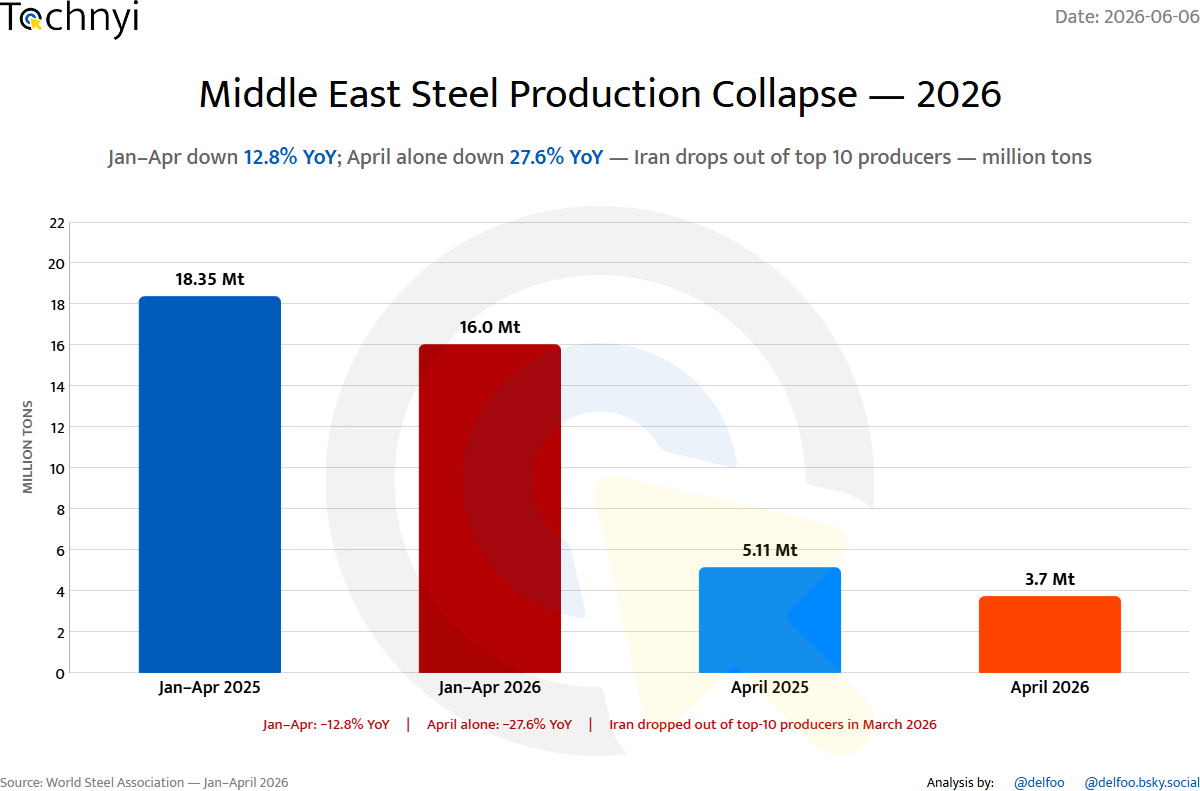 Technyi
Date: 2026-06-06
Middle East Steel Production Collapse — 2026
Jan–Apr down 12.8% YoY; April alone down 27.6% YoY — Iran drops out of top 10 producers — million tons
22
20
18
16
14
12
10
8
6
4
2
0
MILLION TONS
18.35 Mt
16.0 Mt
5.11 Mt
3.7 Mt
Jan–Apr 2025
Jan–Apr 2026
April 2025
April 2026
Jan–Apr: −12.8% YoY | April alone: −27.6% YoY | Iran dropped out of top-10 producers in March 2026
Source: World Steel Association — Jan–April 2026
Analysis by: @delfoo @delfoo.bsky.social